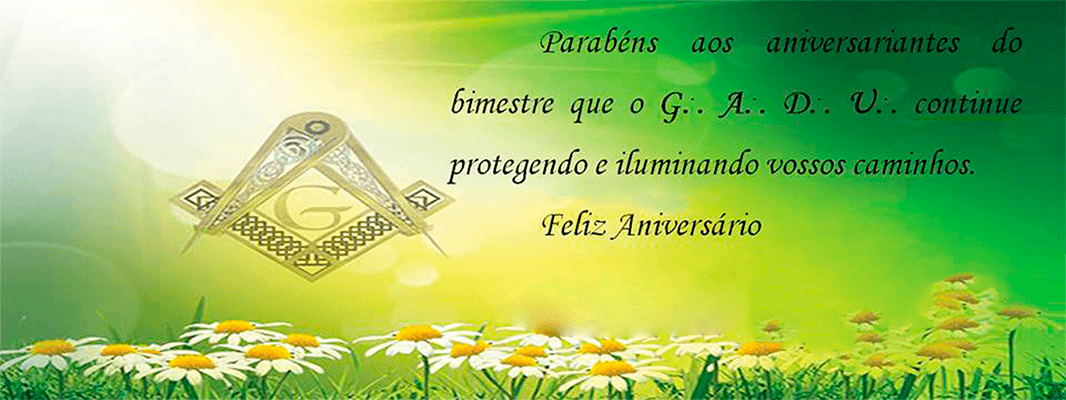 G
Parabéns aos aniversariantes do
bimestre que o G∴ A∴ D∴ U∴ continue
protegendo e iluminando vossos caminhos.
Feliz Aniversário